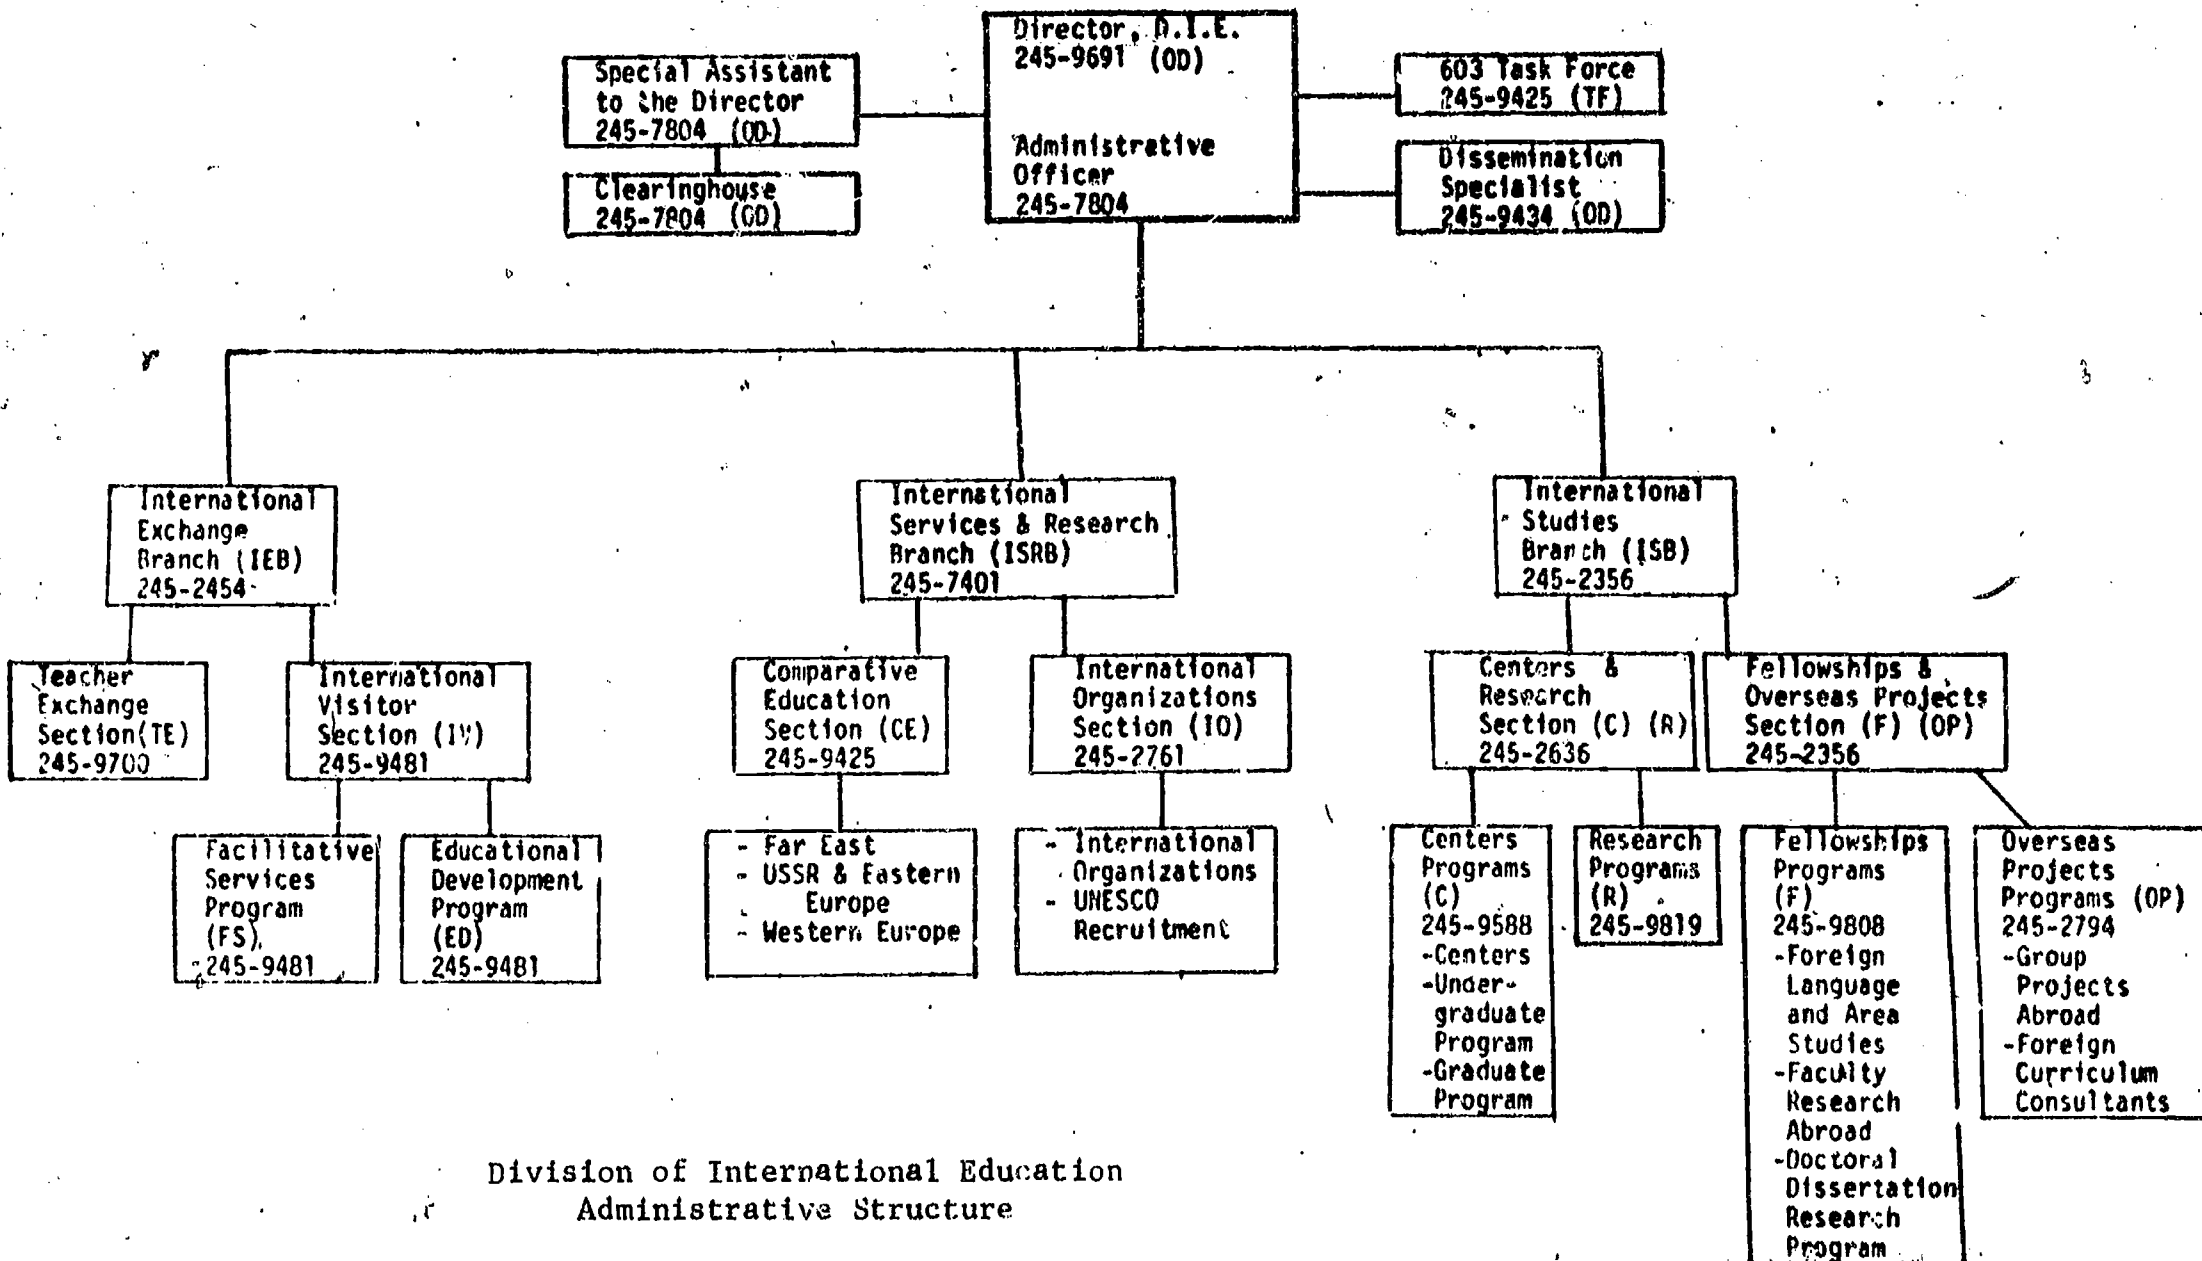 Director, D.I.E.
245-9691 (OD)
Administrative
Officer
245-7804
Special Assistant
to the Director
245-7804 (OD)
Clearinghouse
245-7804 (OD)
603 Task Force
245-9425 (TF)
Dissemination
Specialist
245-9434 (OD)
International
Exchange
Branch (IEB)
245-2454
International
Services & Research
Branch (ISRB)
245-7401
International
Studies
Branch (ISB)
245-2356
Teacher
Exchange
Section(TE)
245-9700
International
Visitor
Section (IV)
245-9481
Comparative
Education
Section (CE)
245-9425
International
Organizations
Section (IO)
245-2761
Centers &
Research
Section (C) (R)
245-2636
Fellowships &
Overseas Projects
Section (F) (OP)
245-2356
Facilitative
Services
Program
(FS)
245-9481
Educational
Development
Program
(ED)
245-9481
- Far East
- USSR & Eastern
Europe
- Western Europe
- International
Organizations
- UNESCO
Recruitment
Centers
Programs
(C)
245-9588
-Centers
-Under-
graduate
Program
-Graduate
Program
Research
Programs
(R)
245-9819
Fellowships
Programs
(F)
245-9808
-Foreign
Language
and Area
Studies
-Faculty
Research
Abroad
-Doctoral
Dissertation
Research
Program
Overseas
Projects
Programs (OP)
245-2794
-Group
Projects
Abroad
-Foreign
Curriculum
Consultants
Division of International Education
Administrative Structure